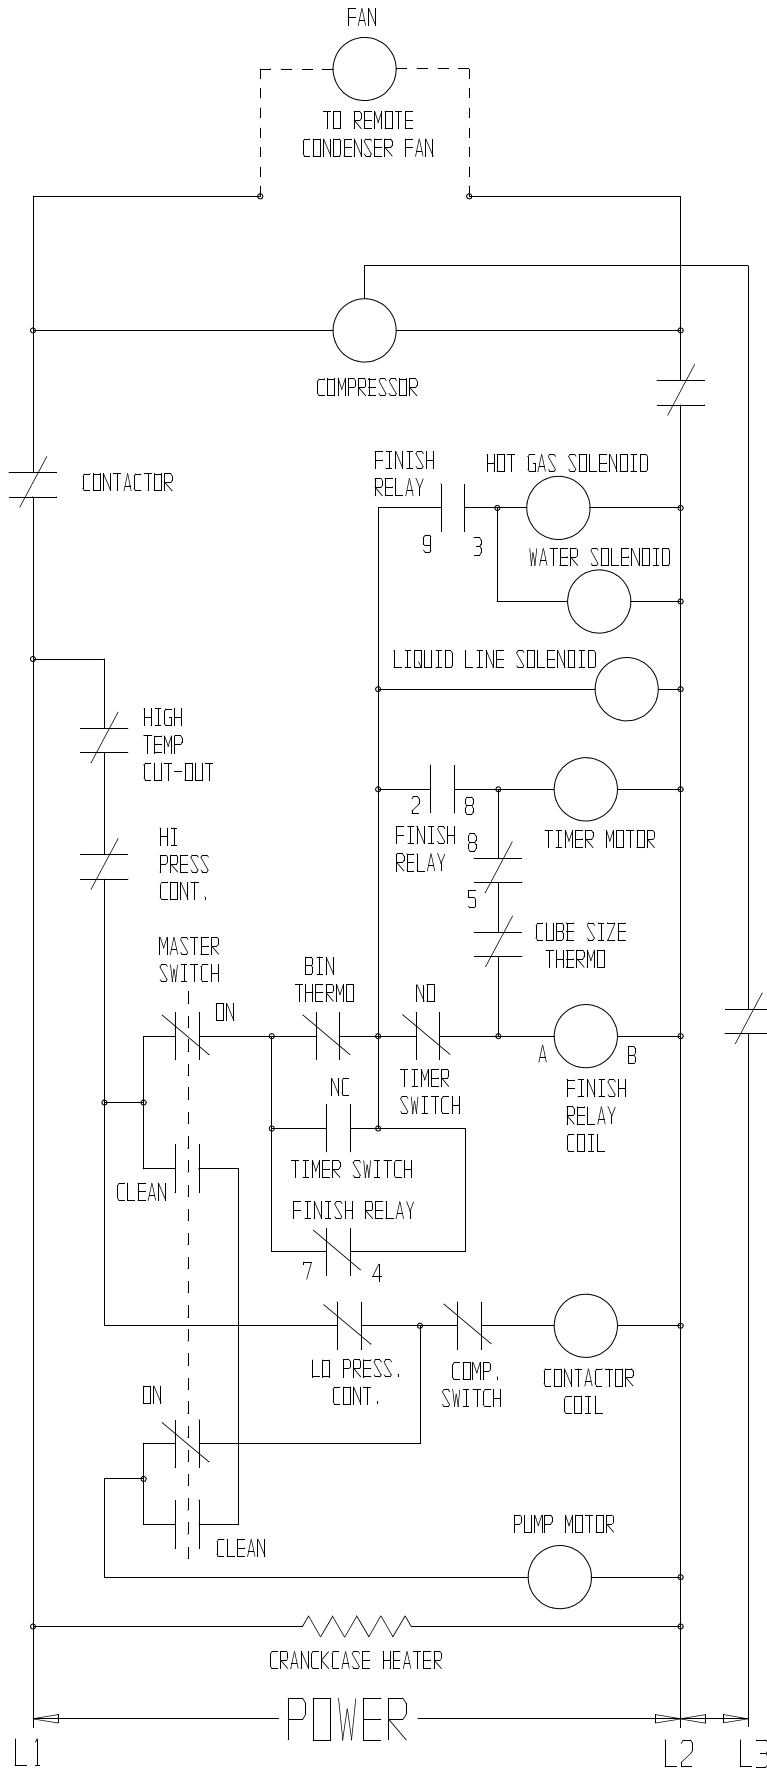 FAN
TO REMOTE
CONDENSER FAN
COMPRESSOR
CONTACTOR
FINISH
RELAY
HOT GAS SOLENOID
9
3
WATER SOLENOID
LIQUID LINE SOLENOID
HIGH
TEMP
CUT-OUT
2
8
FINISH
RELAY
TIMER MOTOR
HI
PRESS
CONT.
8
5
CUBE SIZE
THERMO
MASTER
SWITCH
ON
BIN
THERMO
NO
A
B
TIMER
SWITCH
FINISH
RELAY
COIL
NC
TIMER SWITCH
CLEAN
FINISH RELAY
7
4
LO PRESS.
CONT.
COMP.
SWITCH
CONTACTOR
COIL
ON
CLEAN
PUMP MOTOR
CRANCKCASE HEATER
POWER
L1
L2
L3